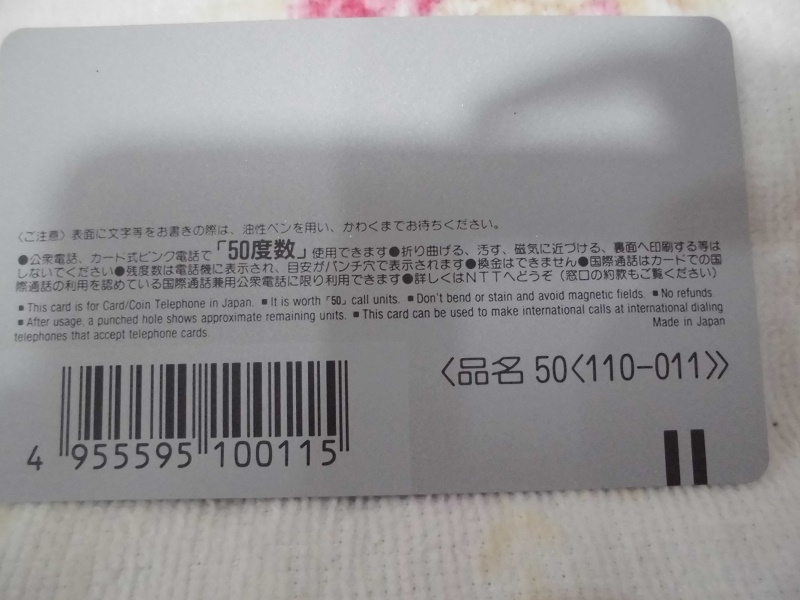 〈ご注意〉表面に文字等をお書きの際は、油性ペンを用い、かわくまでお待ちください。
●公衆電話、カード式ピンク電話で「50度数」使用できます●折り曲げる、汚す、磁気に近づける、裏面へ印刷する等は
しないでください●残度数は電話機に表示され、目安がパンチ穴で表示されます●換金はできません●国際通話はカードでの国
際通話の利用を認めている国際通話兼用公衆電話に限り利用できます●詳しくはNTTへどうぞ（窓口の約款もご覧ください）
■ This card is for Card/Coin Telephone in Japan. ■ It is worth「50」call units. ■ Don't bend or stain and avoid magnetic fields. ■ No refunds
■ After usage, a punched hole shows approximate remaining units. ■ This card can be used to make international calls at international dialing
telephones that accept telephone cards.
Made in Japan
〈品名 50〈110-011〉〉
4 955595 100115